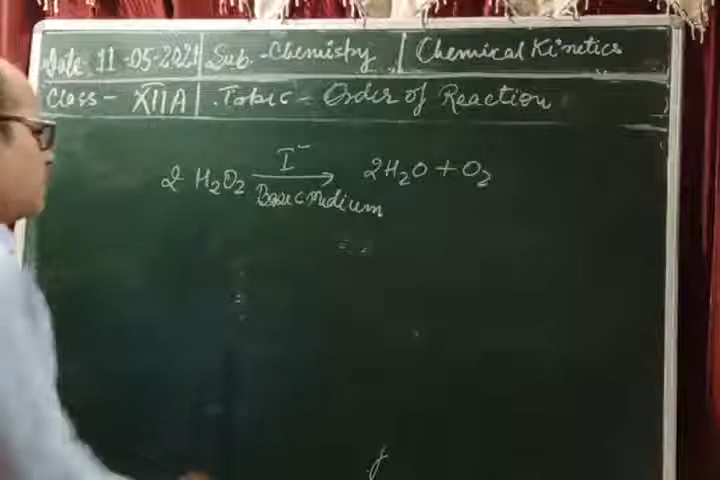 Date 11-05-2021 Sub.-Chemistry | Chemical Kinetics
Class - XIIA .Topic - Order of Reaction
I⁻
2 H₂O₂ ⟶ 2H₂O + O₂
Basic medium